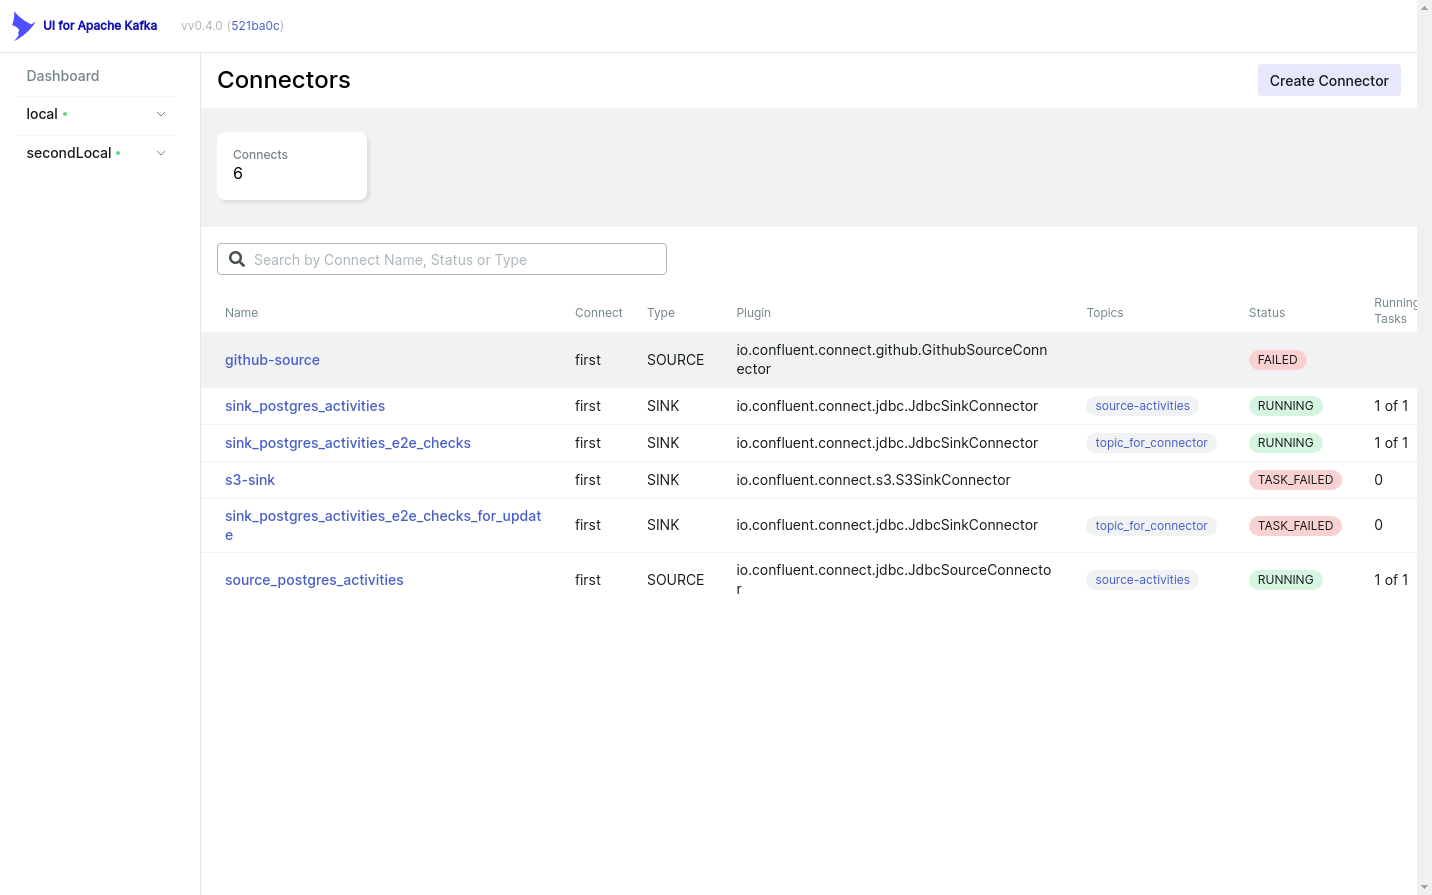 UI for Apache Kafka vv0.4.0 (521ba0c)
Dashboard
local
secondLocal
Connectors
Create Connector
Connects
6
Search by Connect Name, Status or Type
Name Connect Type Plugin Topics Status Running
Tasks
github-source first SOURCE io.confluent.connect.github.GithubSourceConn
ector FAILED
sink_postgres_activities first SINK io.confluent.connect.jdbc.JdbcSinkConnector source-activities RUNNING 1 of 1
sink_postgres_activities_e2e_checks first SINK io.confluent.connect.jdbc.JdbcSinkConnector topic_for_connector RUNNING 1 of 1
s3-sink first SINK io.confluent.connect.s3.S3SinkConnector TASK_FAILED 0
sink_postgres_activities_e2e_checks_for_updat
e first SINK io.confluent.connect.jdbc.JdbcSinkConnector topic_for_connector TASK_FAILED 0
source_postgres_activities first SOURCE io.confluent.connect.jdbc.JdbcSourceConnecto
r source-activities RUNNING 1 of 1